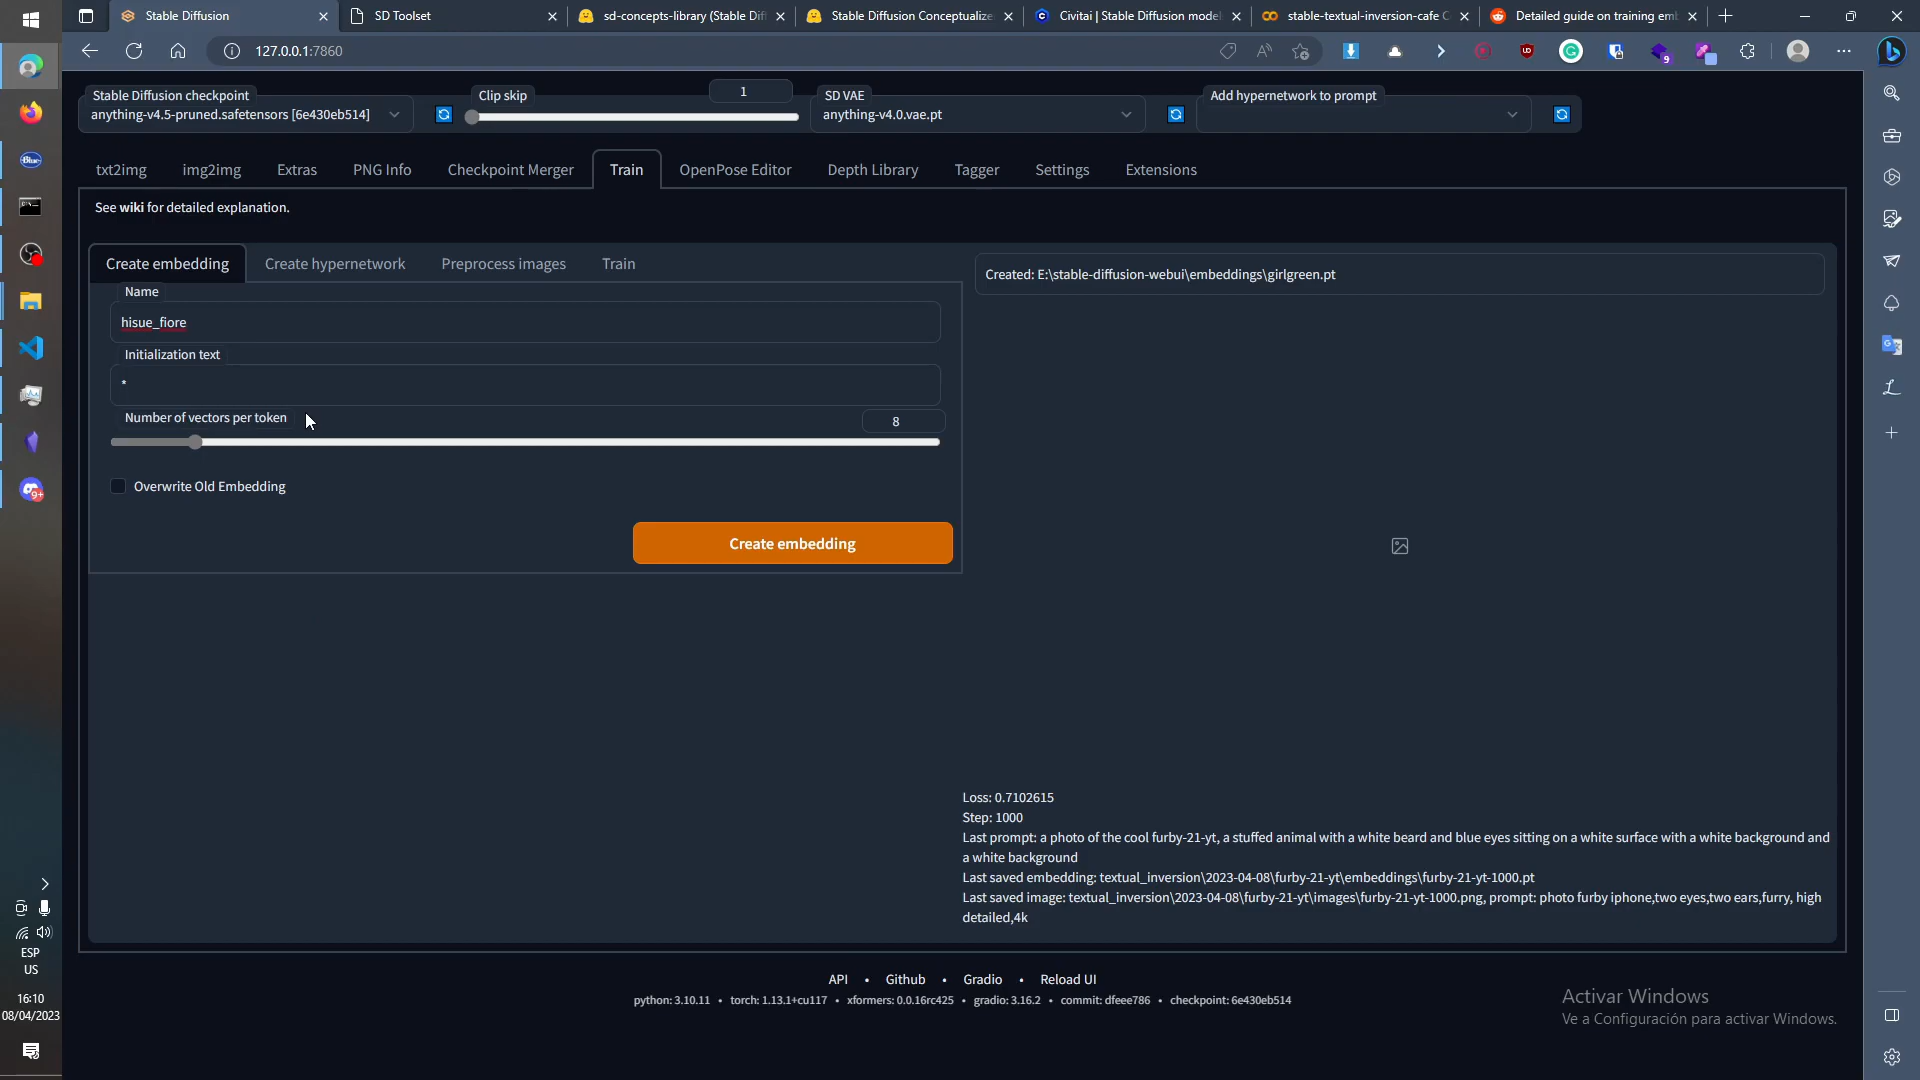 Stable Diffusion
SD Toolset
sd-concepts-library (Stable Diff
Stable Diffusion Conceptualize
Civitai | Stable Diffusion model
stable-textual-inversion-cafe C
Detailed guide on training em
127.0.0.1:7860
9
Stable Diffusion checkpoint
anything-v4.5-pruned.safetensors [6e430eb514]
Clip skip
1
SD VAE
anything-v4.0.vae.pt
Add hypernetwork to prompt
txt2img
img2img
Extras
PNG Info
Checkpoint Merger
Train
OpenPose Editor
Depth Library
Tagger
Settings
Extensions
See wiki for detailed explanation.
Create embedding
Create hypernetwork
Preprocess images
Train
Created: E:\stable-diffusion-webui\embeddings\girlgreen.pt
Name
hisue_fiore
Initialization text
*
Number of vectors per token
8
Overwrite Old Embedding
Create embedding
Loss: 0.7102615
Step: 1000
Last prompt: a photo of the cool furby-21-yt, a stuffed animal with a white beard and blue eyes sitting on a white surface with a white background and
a white background
Last saved embedding: textual_inversion\2023-04-08\furby-21-yt\embeddings\furby-21-yt-1000.pt
Last saved image: textual_inversion\2023-04-08\furby-21-yt\images\furby-21-yt-1000.png, prompt: photo furby iphone,two eyes,two ears,furry, high
detailed,4k
API • Github • Gradio • Reload UI
python: 3.10.11 • torch: 1.13.1+cu117 • xformers: 0.0.16rc425 • gradio: 3.16.2 • commit: dfeee786 • checkpoint: 6e430eb514
Activar Windows
Ve a Configuración para activar Windows.
9+
ESP
US
16:10
08/04/2023